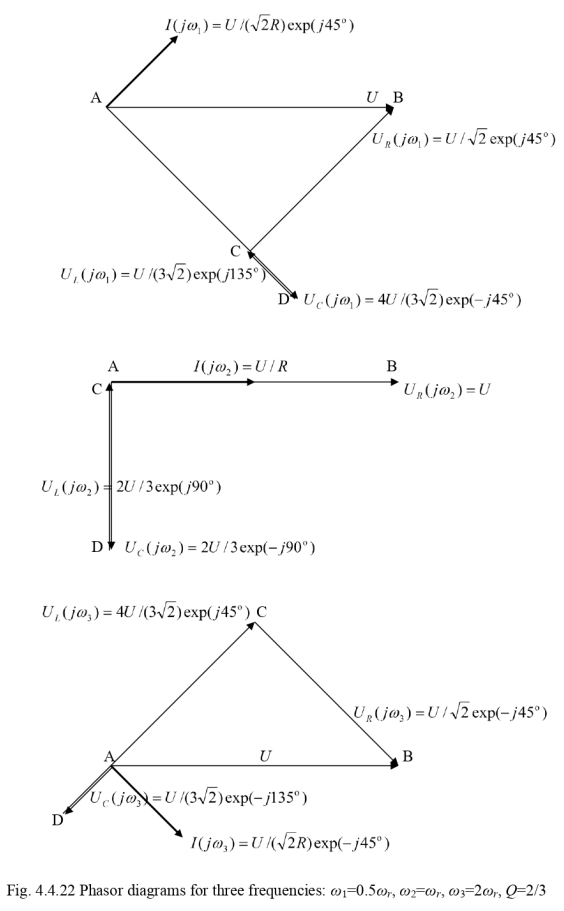 I(jω₁) = U /(√2R) exp(j45°)
A U B
U_R(jω₁) = U / √2 exp(j45°)
C
U_L(jω₁) = U /(3√2) exp(j135°)
D U_C(jω₁) = 4U /(3√2) exp(−j45°)
A I(jω₂) = U / R B
C U_R(jω₂) = U
U_L(jω₂) = 2U / 3 exp(j90°)
D U_C(jω₂) = 2U / 3 exp(−j90°)
U_L(jω₃) = 4U /(3√2) exp(j45°) C
U_R(jω₃) = U / √2 exp(−j45°)
A U B
U_C(jω₃) = U /(3√2) exp(−j135°)
D
I(jω₃) = U /(√2R) exp(−j45°)
Fig. 4.4.22 Phasor diagrams for three frequencies: ω₁=0.5ωᵣ, ω₂=ωᵣ, ω₃=2ωᵣ, Q=2/3